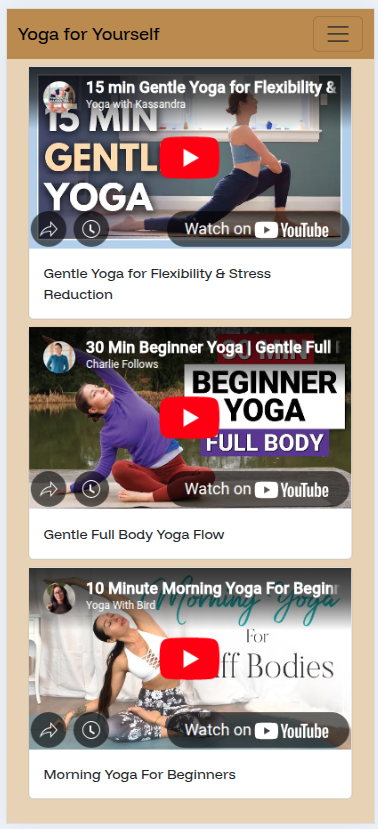 Yoga for Yourself
15 min Gentle Yoga for Flexibility &
Yoga with Kassandra
15 MIN
GENTL
YOGA
Watch on YouTube
Gentle Yoga for Flexibility & Stress
Reduction
30 Min Beginner Yoga | Gentle Full
Charlie Follows
30 MIN
BEGINNER
YOGA
FULL BODY
Watch on YouTube
Gentle Full Body Yoga Flow
10 Minute Morning Yoga For Begin
Yoga With Bird
Morning Yoga
For
ff Bodies
Watch on YouTube
Morning Yoga For Beginners